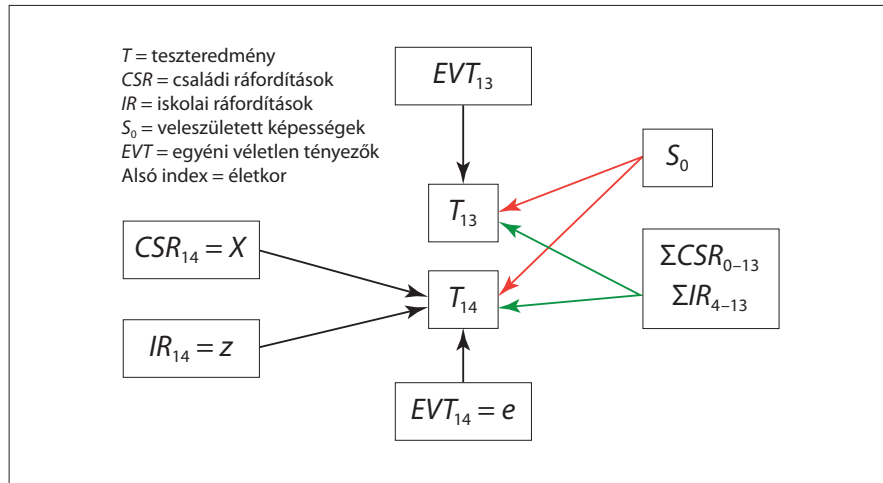 T = teszteredmény
CSR = családi ráfordítások
IR = iskolai ráfordítások
S₀ = veleszületett képességek
EVT = egyéni véletlen tényezők
Alsó index = életkor
EVT₁₃
S₀
T₁₃
CSR₁₄ = X
ΣCSR₀₋₁₃
ΣIR₄₋₁₃
T₁₄
IR₁₄ = z
EVT₁₄ = e